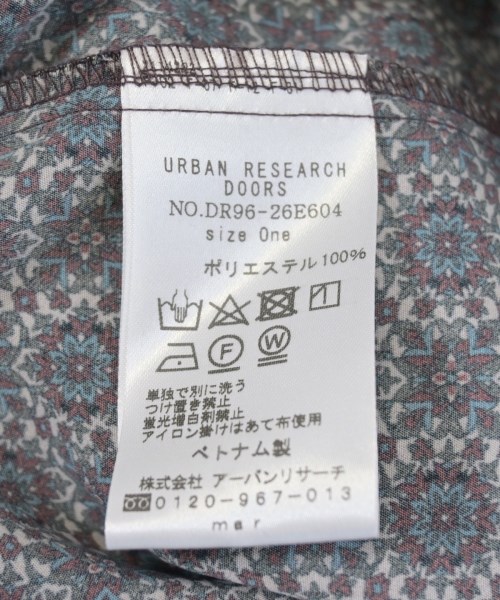 URBAN RESEARCH
DOORS
NO.DR96-26E604
size One
ポリエステル100%
F
W
単独で別に洗う
つけ置き禁止
蛍光増白剤禁止
アイロン掛けはあて布使用
ベトナム製
株式会社 アーバンリサーチ
0120-967-013
mar